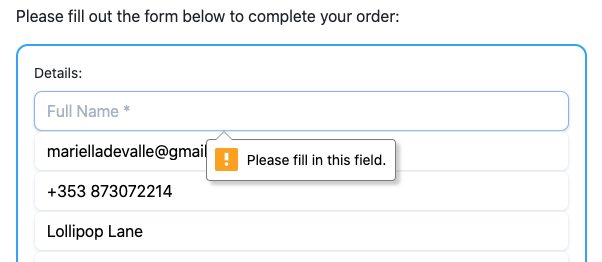 Please fill out the form below to complete your order:
Details:
Full Name *
marielladevalle@gmail
Please fill in this field.
+353 873072214
Lollipop Lane